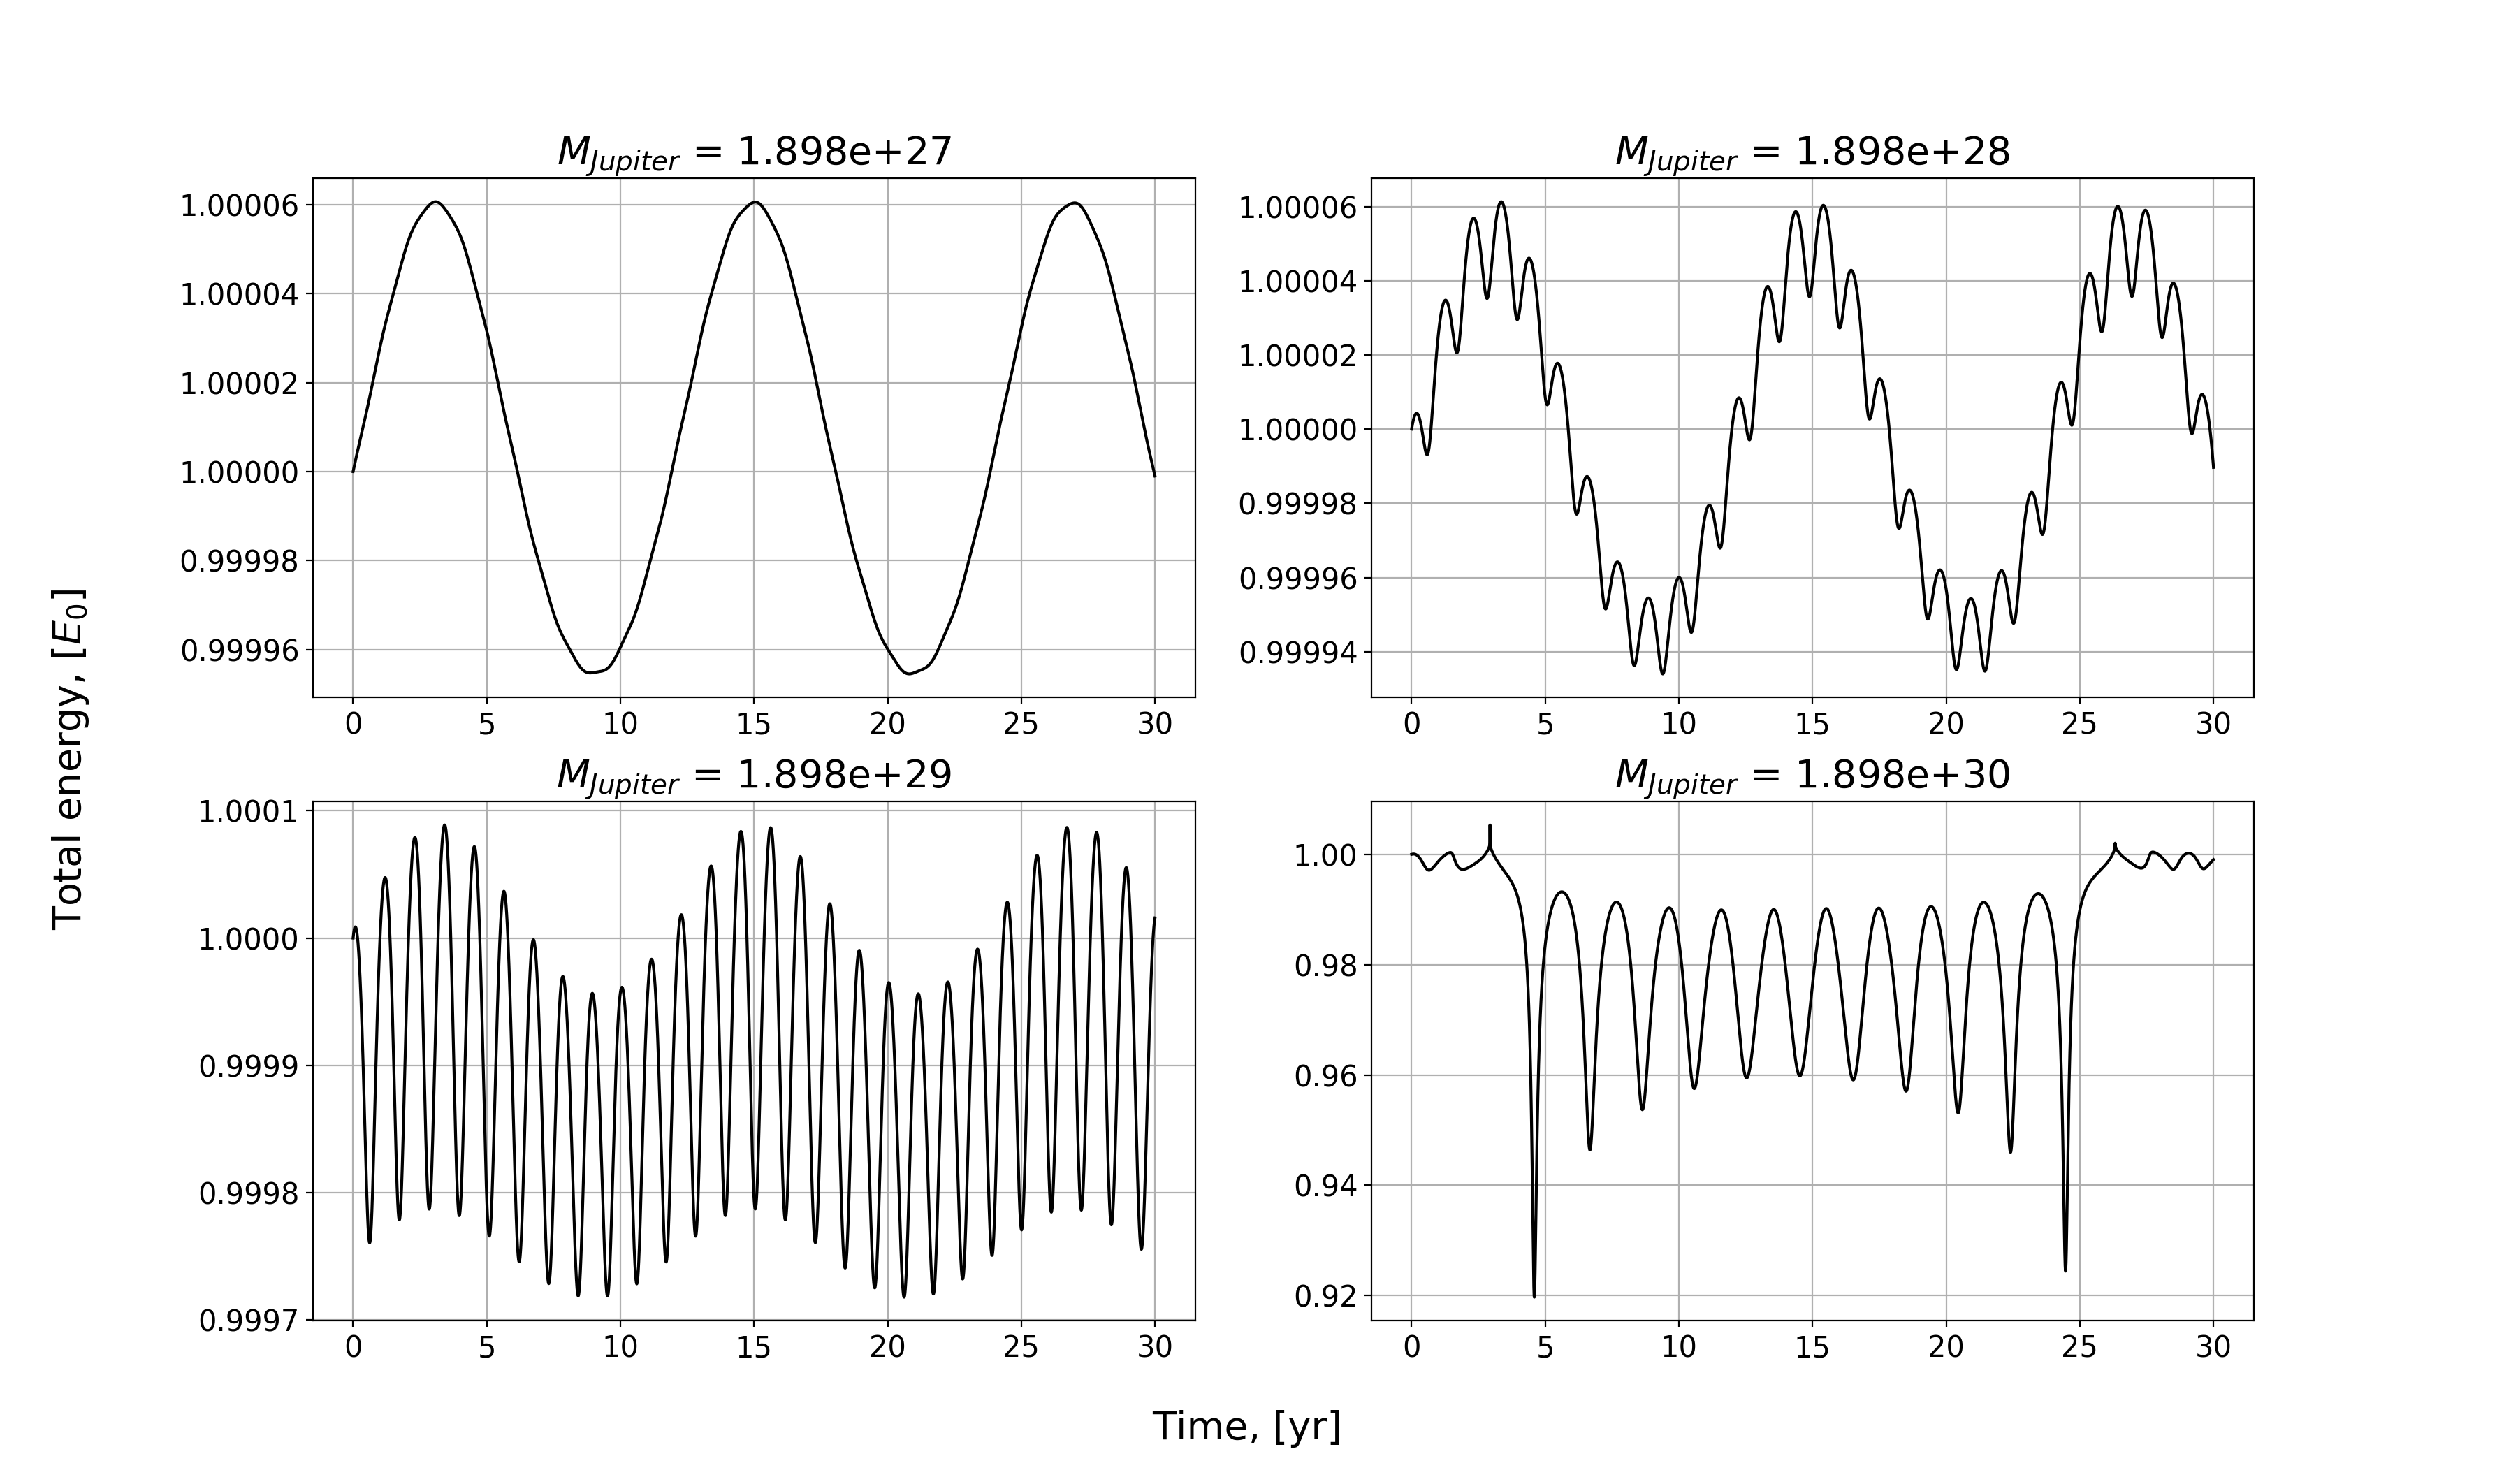 M_Jupiter = 1.898e+27
1.00006
1.00004
1.00002
1.00000
0.99998
0.99996
0 5 10 15 20 25 30
M_Jupiter = 1.898e+28
1.00006
1.00004
1.00002
1.00000
0.99998
0.99996
0.99994
0 5 10 15 20 25 30
M_Jupiter = 1.898e+29
1.0001
1.0000
0.9999
0.9998
0.9997
0 5 10 15 20 25 30
M_Jupiter = 1.898e+30
1.00
0.98
0.96
0.94
0.92
0 5 10 15 20 25 30
Total energy, [E_0]
Time, [yr]